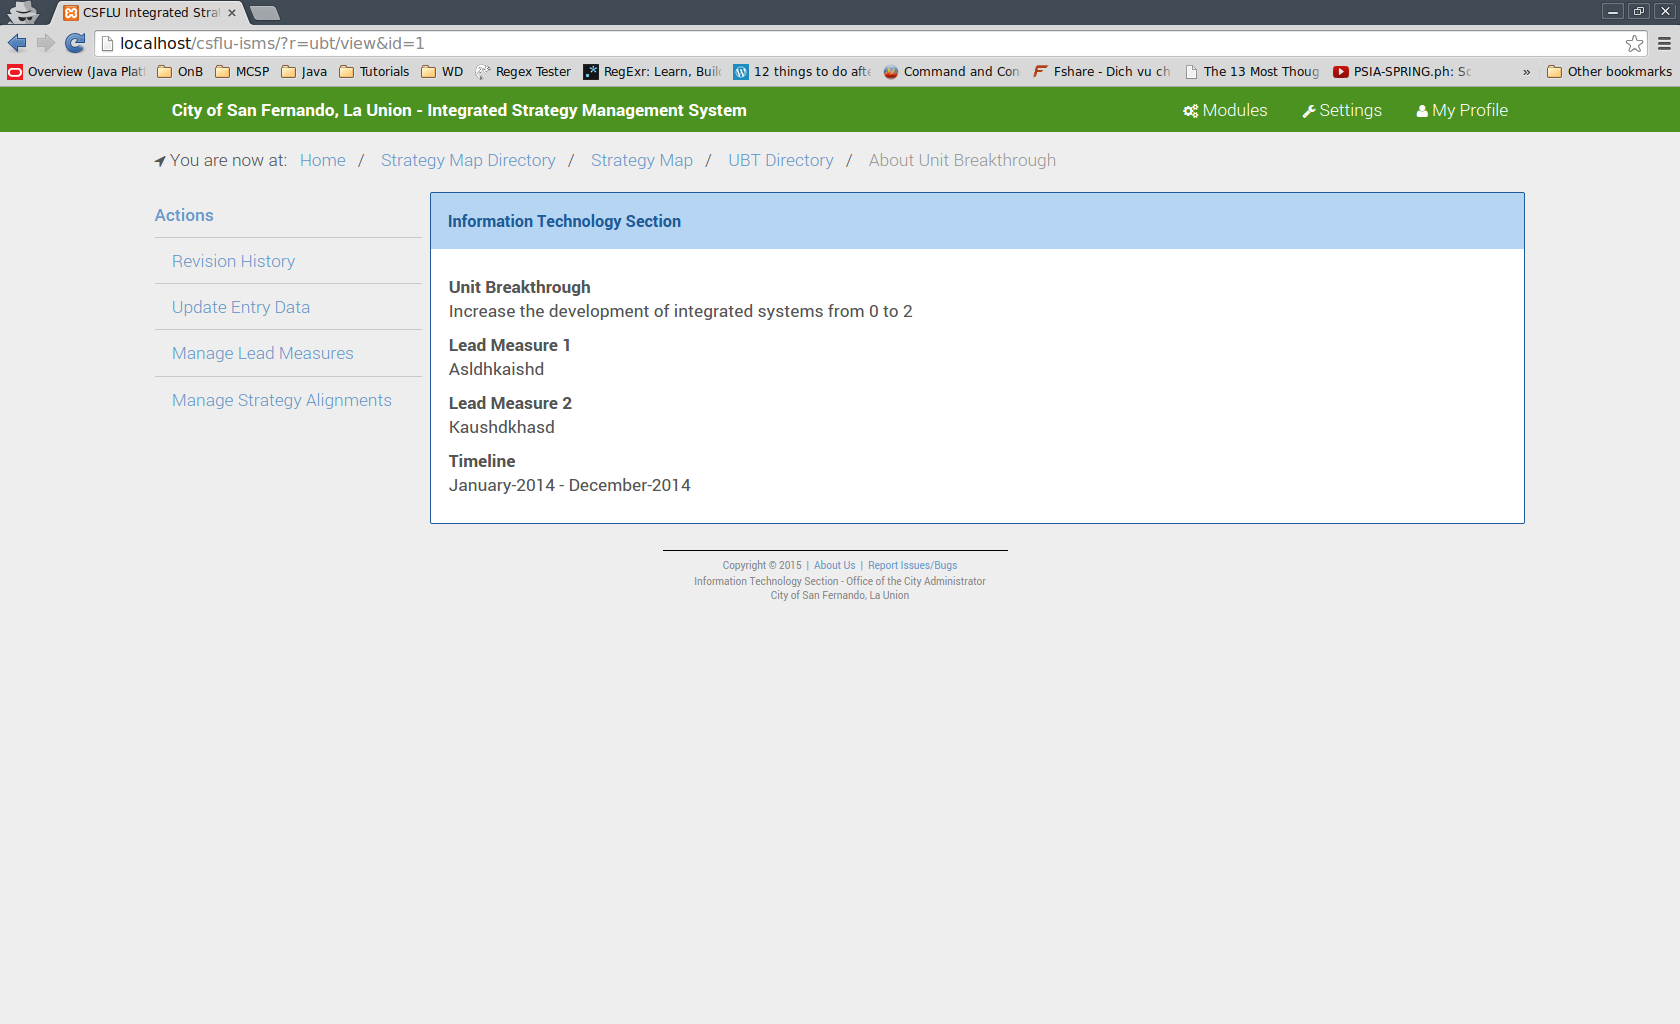 CSFLU Integrated Stra
localhost/csflu-isms/?r=ubt/view&id=1
Overview (Java Plat OnB MCSP Java Tutorials WD Regex Tester RegExr: Learn, Buil 12 things to do afte Command and Con Fshare - Dich vu ch The 13 Most Thoug PSIA-SPRING.ph: Sc » Other bookmarks
City of San Fernando, La Union - Integrated Strategy Management System Modules Settings My Profile
You are now at: Home / Strategy Map Directory / Strategy Map / UBT Directory / About Unit Breakthrough
Actions
Revision History
Update Entry Data
Manage Lead Measures
Manage Strategy Alignments
Information Technology Section
Unit Breakthrough
Increase the development of integrated systems from 0 to 2
Lead Measure 1
Asldhkaishd
Lead Measure 2
Kaushdkhasd
Timeline
January-2014 - December-2014
Copyright © 2015 | About Us | Report Issues/Bugs
Information Technology Section - Office of the City Administrator
City of San Fernando, La Union